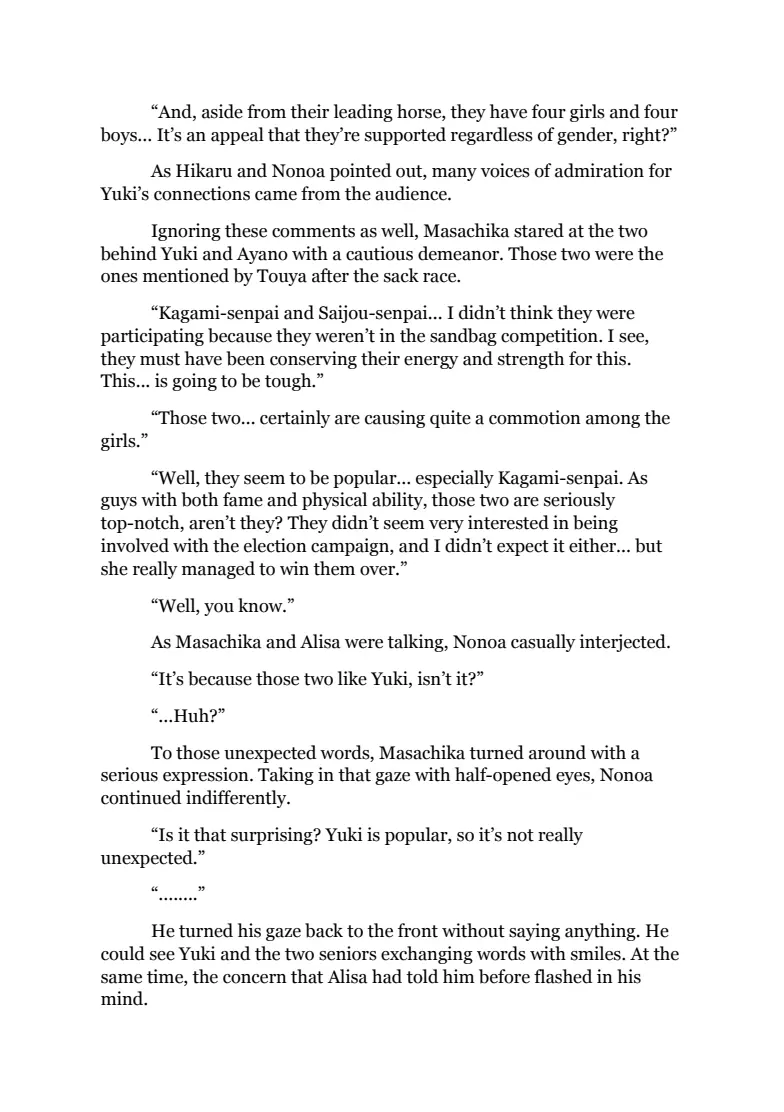 “And, aside from their leading horse, they have four girls and four
boys... It’s an appeal that they’re supported regardless of gender, right?”
As Hikaru and Nonoa pointed out, many voices of admiration for
Yuki’s connections came from the audience.
Ignoring these comments as well, Masachika stared at the two
behind Yuki and Ayano with a cautious demeanor. Those two were the
ones mentioned by Touya after the sack race.
“Kagami-senpai and Saijou-senpai... I didn’t think they were
participating because they weren’t in the sandbag competition. I see,
they must have been conserving their energy and strength for this.
This... is going to be tough.”
“Those two... certainly are causing quite a commotion among the
girls.”
“Well, they seem to be popular... especially Kagami-senpai. As
guys with both fame and physical ability, those two are seriously
top-notch, aren’t they? They didn’t seem very interested in being
involved with the election campaign, and I didn’t expect it either... but
she really managed to win them over.”
“Well, you know.”
As Masachika and Alisa were talking, Nonoa casually interjected.
“It’s because those two like Yuki, isn’t it?”
“...Huh?”
To those unexpected words, Masachika turned around with a
serious expression. Taking in that gaze with half-opened eyes, Nonoa
continued indifferently.
“Is it that surprising? Yuki is popular, so it’s not really
unexpected.”
“........”
He turned his gaze back to the front without saying anything. He
could see Yuki and the two seniors exchanging words with smiles. At the
same time, the concern that Alisa had told him before flashed in his
mind.